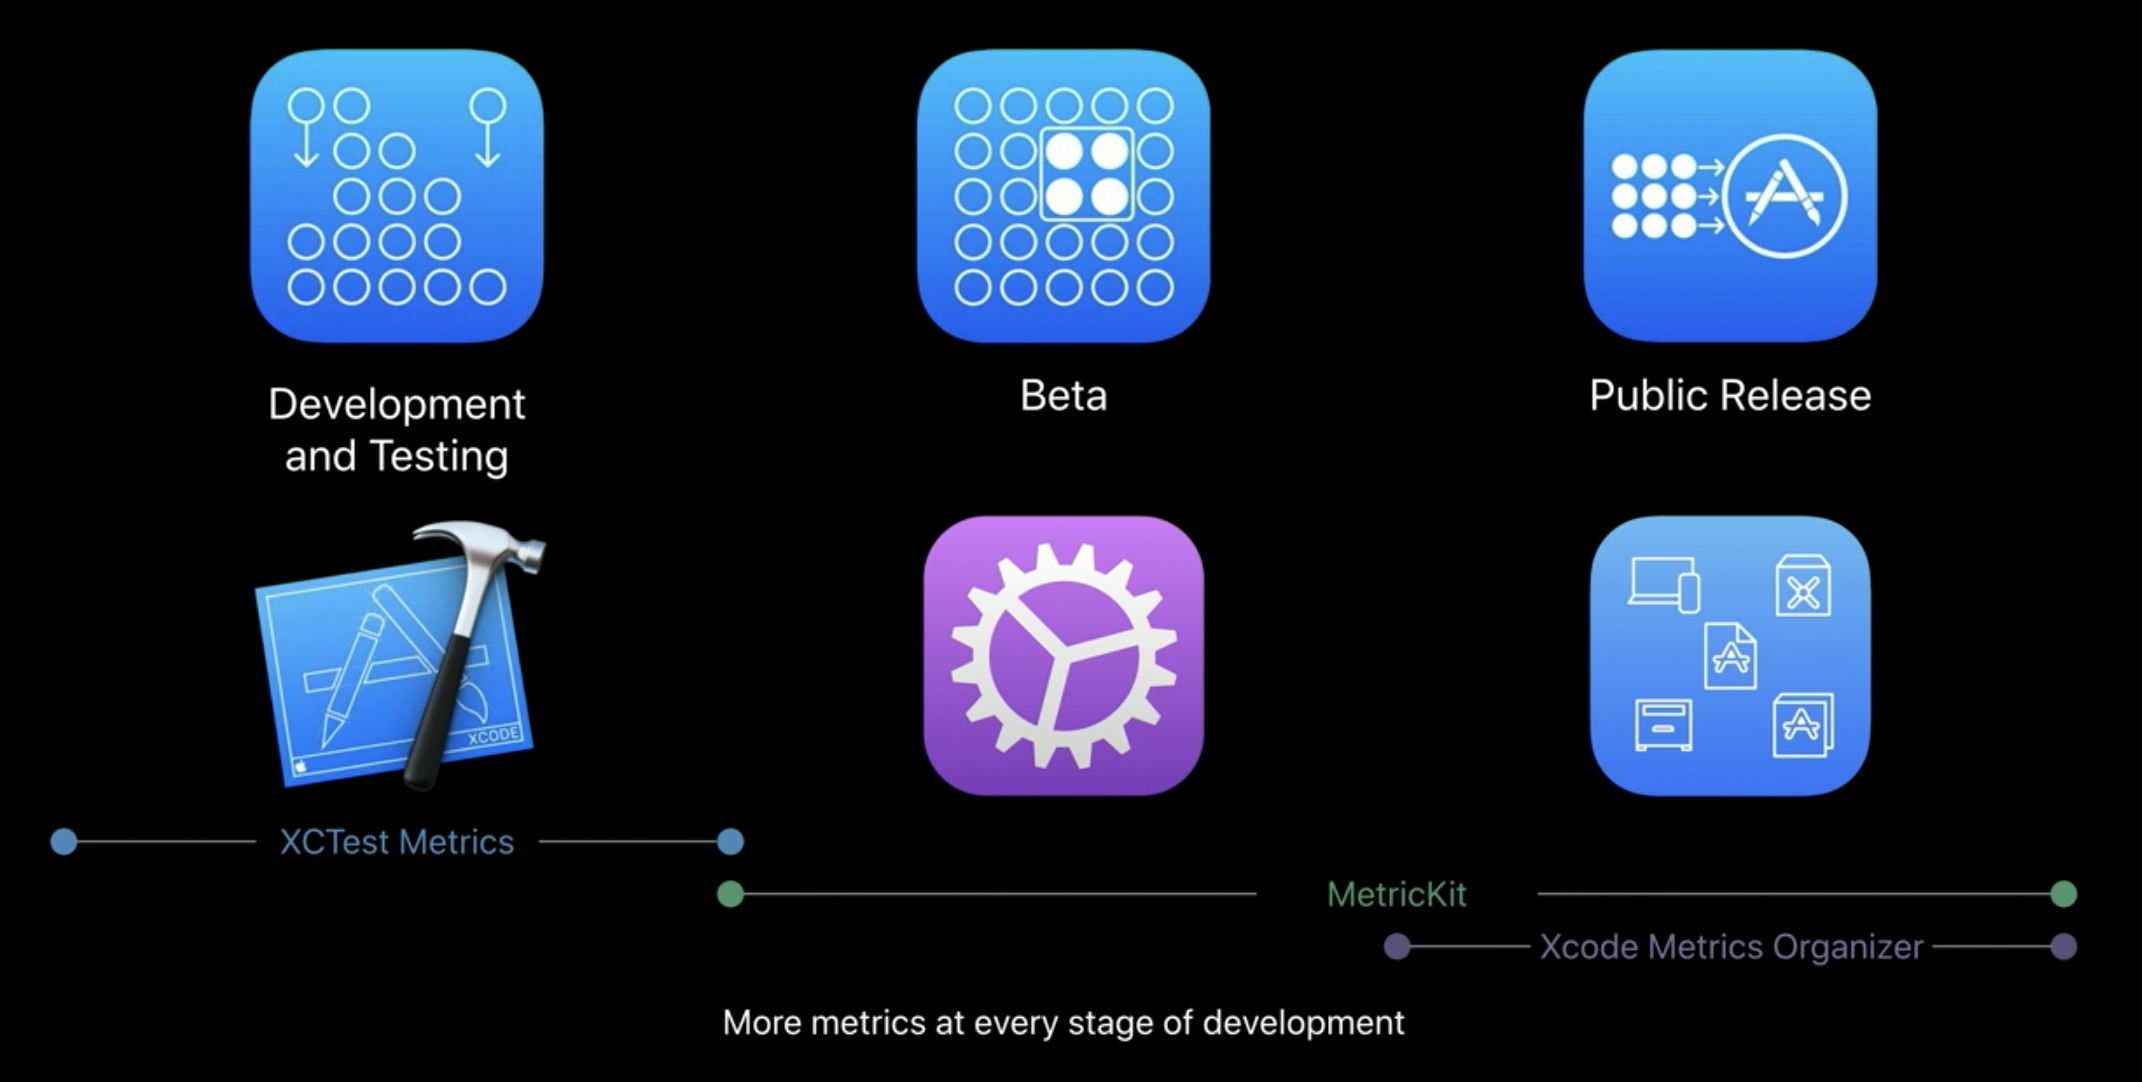 Development
and Testing
Beta
Public Release
XCODE
XCTest Metrics
MetricKit
Xcode Metrics Organizer
More metrics at every stage of development